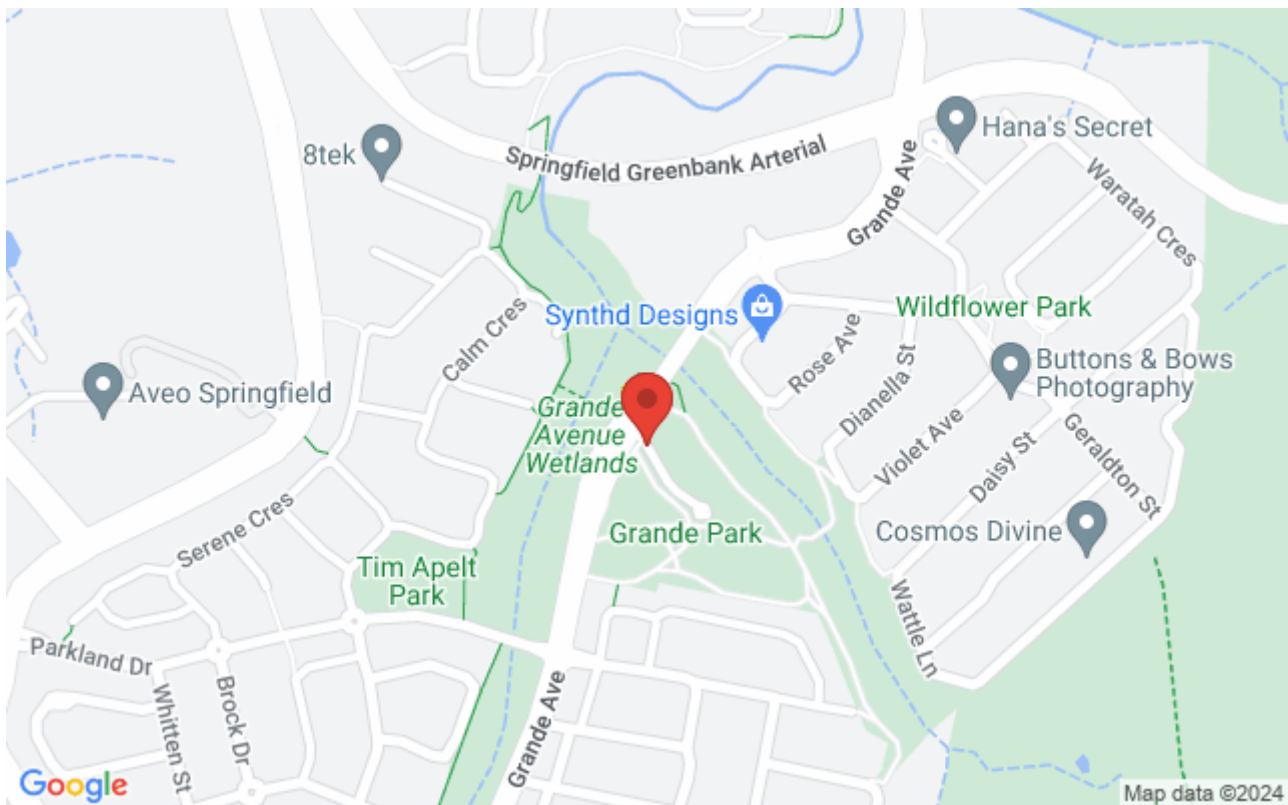 Hana's Secret
8tek
Springfield Greenbank Arterial
Grande Ave
Waratah Cres
Synthd Designs
Wildflower Park
Calm Cres
Rose Ave
Dianella St
Buttons & Bows
Photography
Aveo Springfield
Grande
Avenue
Wetlands
Violet Ave
Daisy St
Geraldton St
Serene Cres
Grande Park
Cosmos Divine
Tim Apelt
Park
Wattle Ln
Parkland Dr
Whitten St
Brock Dr
Grande Ave
Google
Map data ©2024